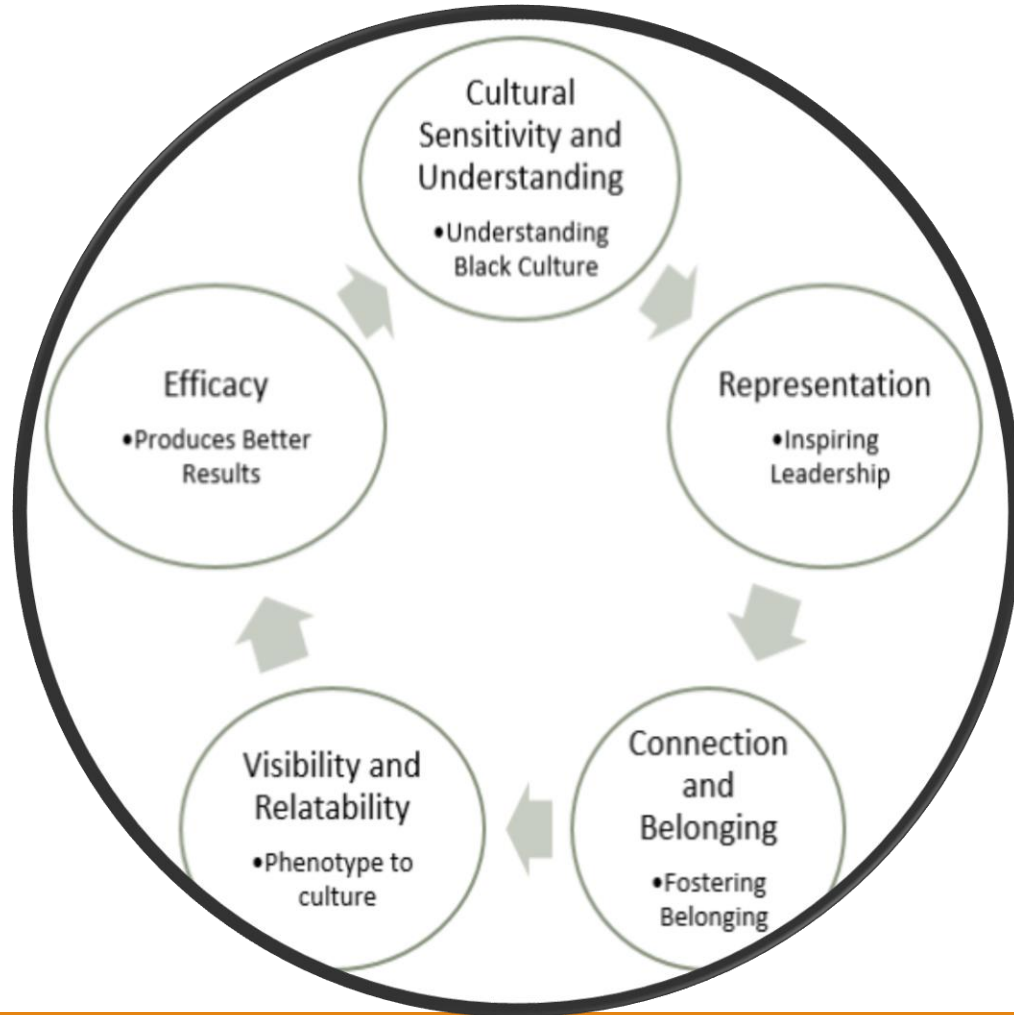 Cultural
Sensitivity and
Understanding
•Understanding
Black Culture
Representation
•Inspiring
Leadership
Connection
and
Belonging
•Fostering
Belonging
Visibility and
Relatability
•Phenotype to
culture
Efficacy
•Produces Better
Results